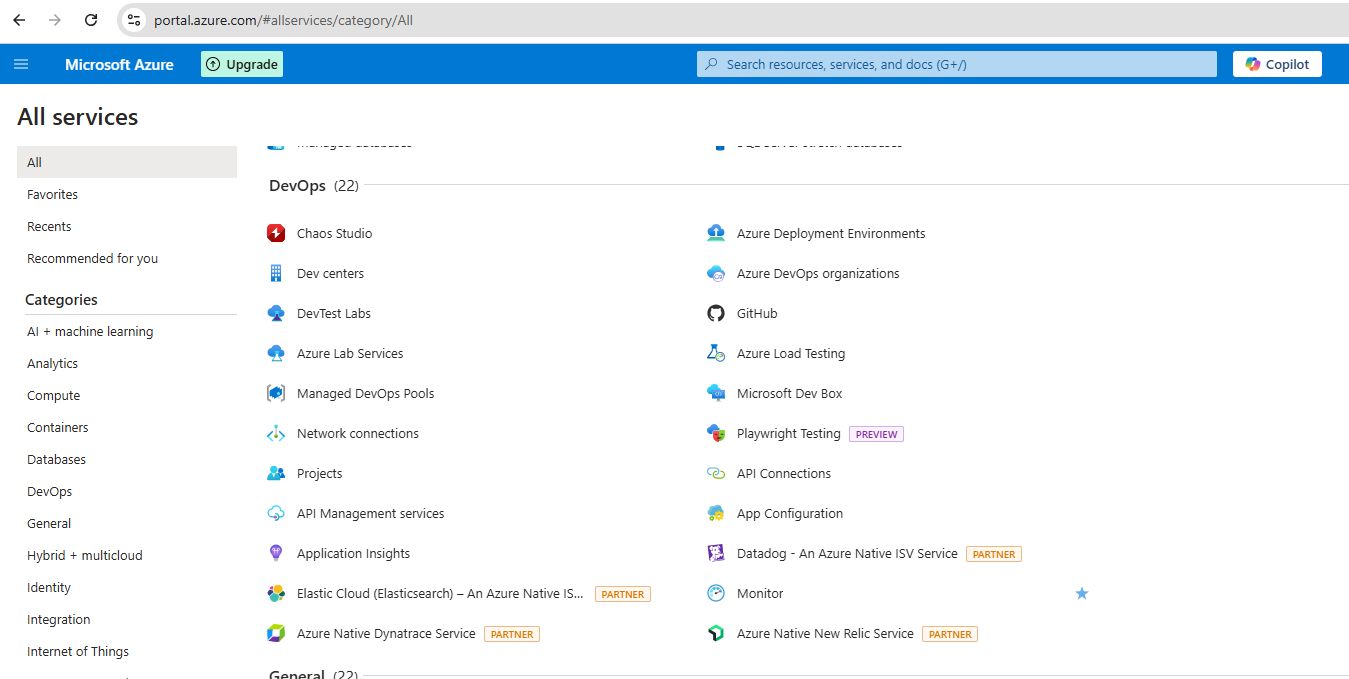 portal.azure.com/#allservices/category/All
Microsoft Azure
Upgrade
Search resources, services, and docs (G+/)
Copilot
All services
All
Favorites
Recents
Recommended for you
Categories
AI + machine learning
Analytics
Compute
Containers
Databases
DevOps
General
Hybrid + multicloud
Identity
Integration
Internet of Things
DevOps (22)
Chaos Studio
Azure Deployment Environments
Dev centers
Azure DevOps organizations
DevTest Labs
GitHub
Azure Lab Services
Azure Load Testing
Managed DevOps Pools
Microsoft Dev Box
Network connections
Playwright Testing PREVIEW
Projects
API Connections
API Management services
App Configuration
Application Insights
Datadog - An Azure Native ISV Service PARTNER
Elastic Cloud (Elasticsearch) – An Azure Native IS... PARTNER
Monitor
Azure Native Dynatrace Service PARTNER
Azure Native New Relic Service PARTNER
General (22)